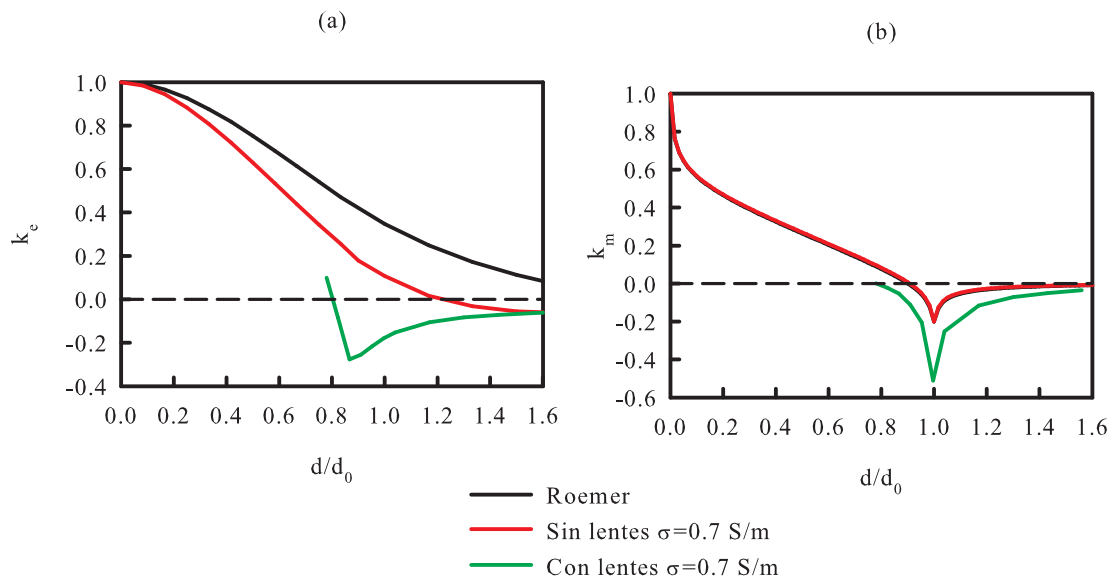 (a)
(b)
1.0
0.8
0.6
0.4
0.2
0.0
-0.2
-0.4
k_e
0.0 0.2 0.4 0.6 0.8 1.0 1.2 1.4 1.6
d/d_0
1.0
0.8
0.6
0.4
0.2
0.0
-0.2
-0.4
-0.6
k_m
0.0 0.2 0.4 0.6 0.8 1.0 1.2 1.4 1.6
d/d_0
Roemer
Sin lentes σ=0.7 S/m
Con lentes σ=0.7 S/m